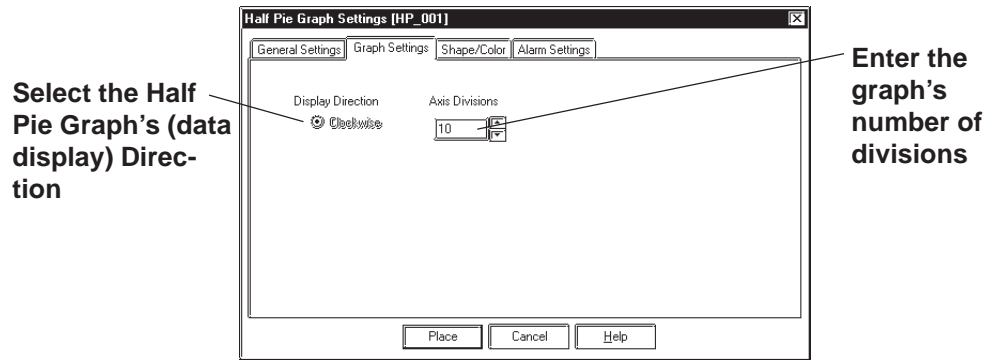 Half Pie Graph Settings [HP_001]
General Settings Graph Settings Shape/Color Alarm Settings
Select the Half
Pie Graph's (data
display) Direc-
tion
Display Direction
Clockwise
Axis Divisions
10
Enter the
graph's
number of
divisions
Place Cancel Help